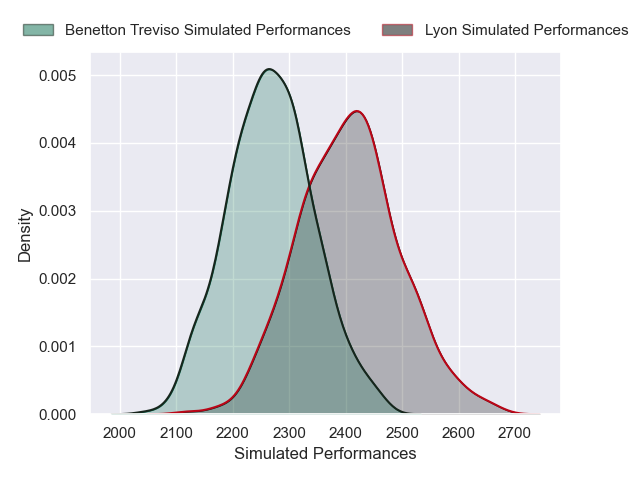 Benetton Treviso Simulated Performances
Lyon Simulated Performances
0.005
0.004
0.003
0.002
0.001
0.000
Density
2000 2100 2200 2300 2400 2500 2600 2700
Simulated Performances